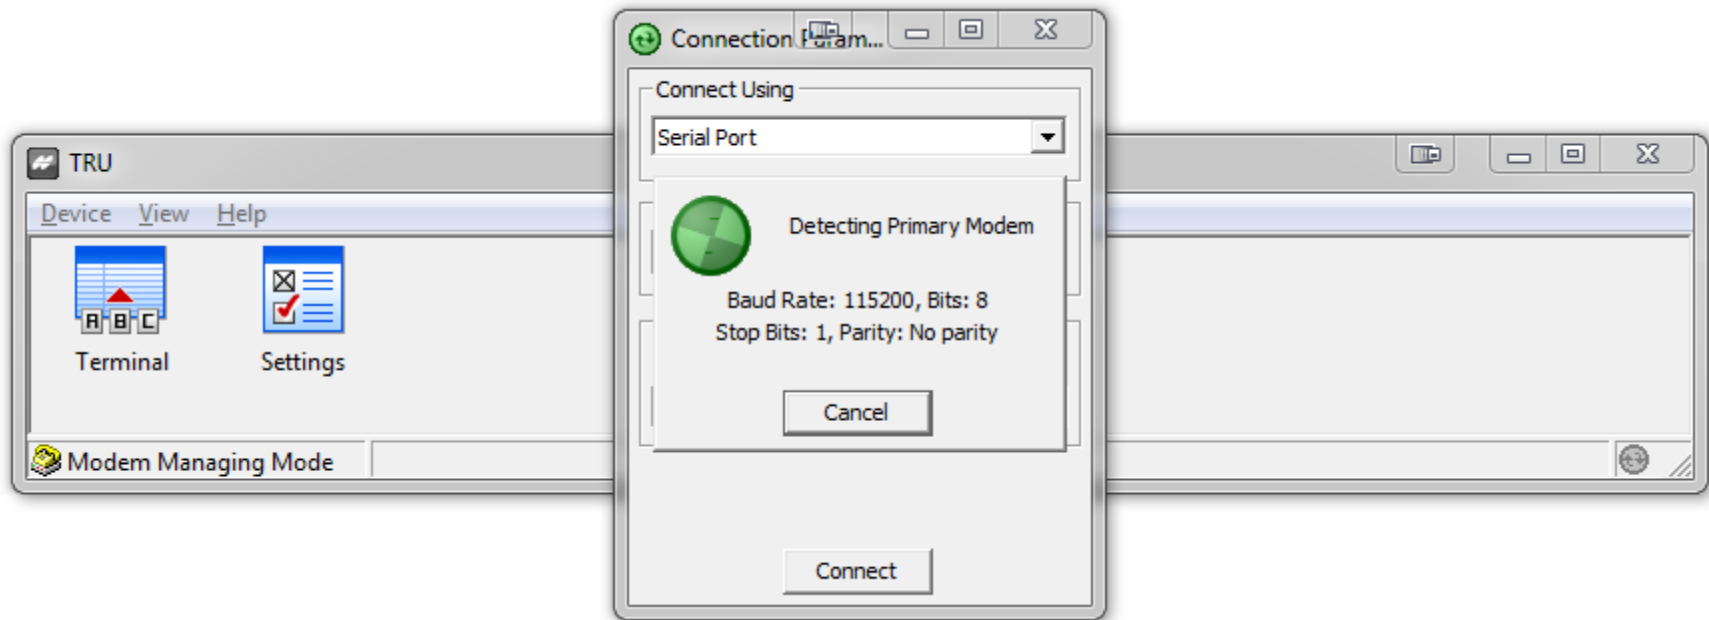 Connection Param...
Connect Using
Serial Port
TRU
Device View Help
Detecting Primary Modem
Baud Rate: 115200, Bits: 8
Stop Bits: 1, Parity: No parity
A B C
Terminal
Settings
Cancel
Modem Managing Mode
Connect